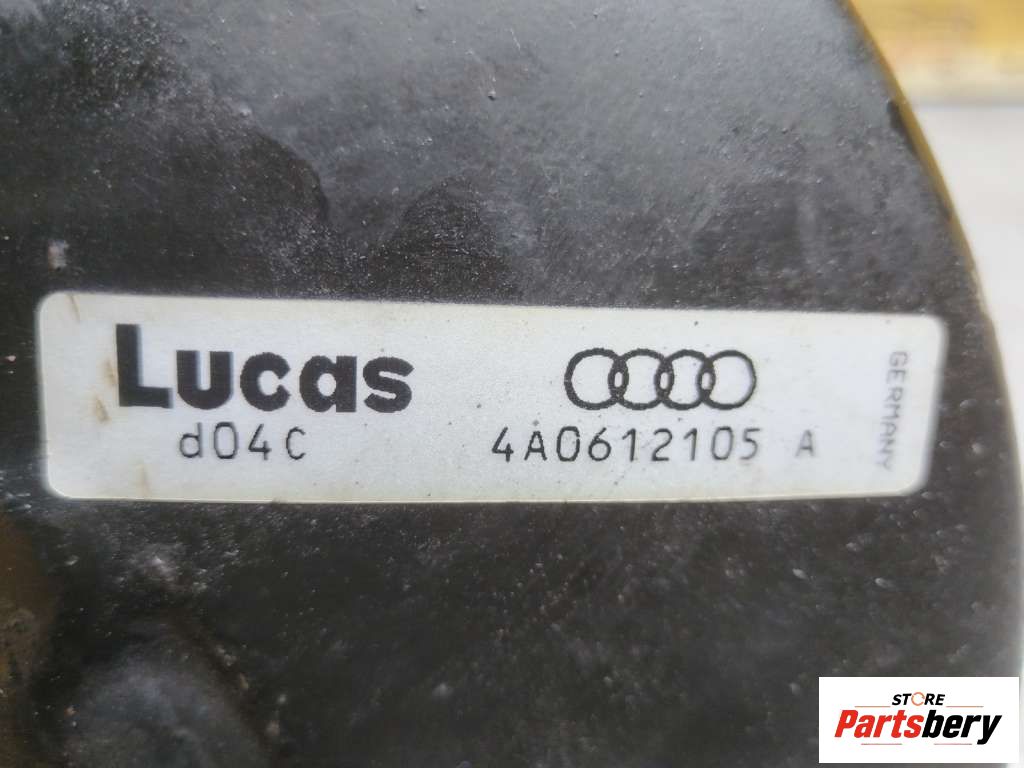 Lucas
d04C
4A0612105 A
GERMANY
STORE
Partsbery